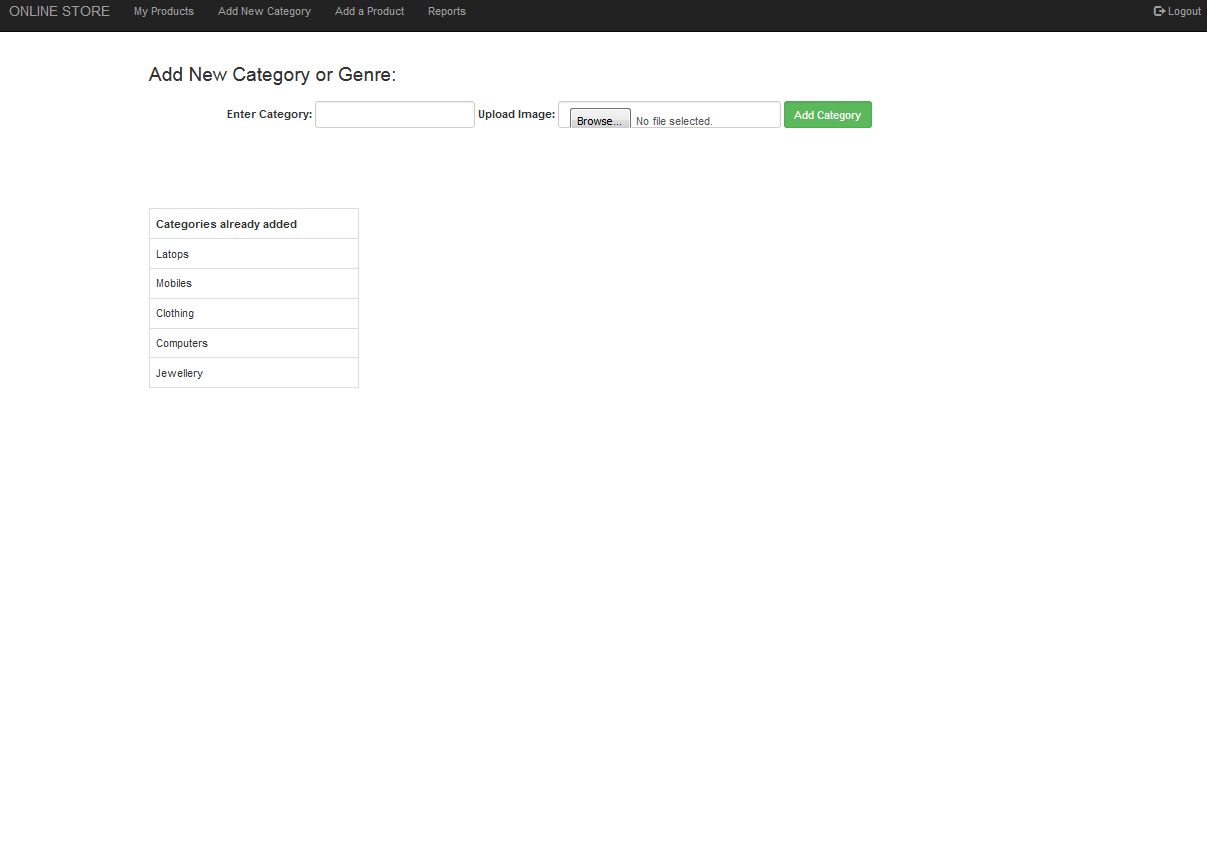 ONLINE STORE My Products Add New Category Add a Product Reports Logout
Add New Category or Genre:
Enter Category: Upload Image: Browse... No file selected. Add Category
Categories already added
Latops
Mobiles
Clothing
Computers
Jewellery